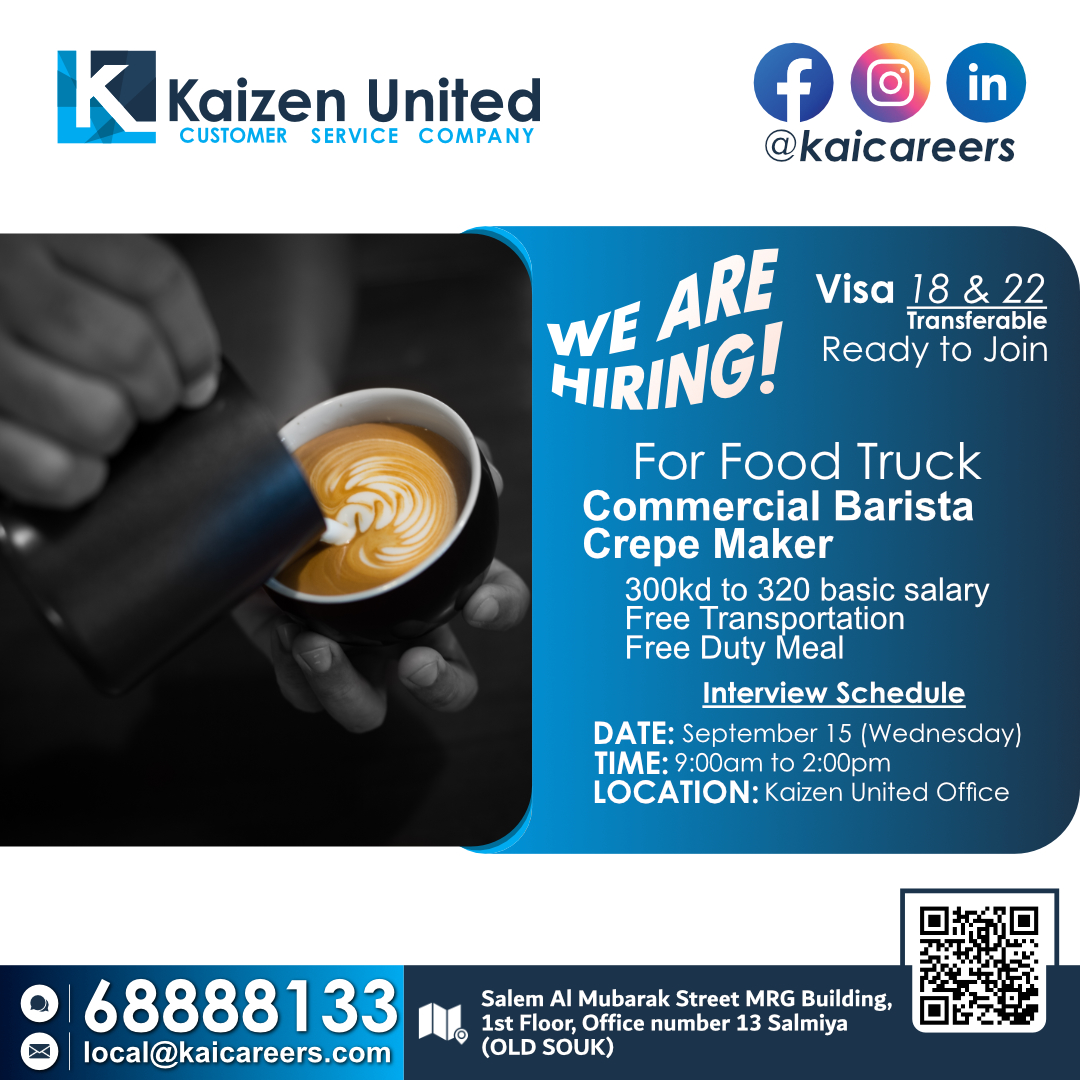 K
Kaizen United
CUSTOMER SERVICE COMPANY
f
in
@kaicareers
WE ARE
HIRING!
Visa 18 & 22
Transferable
Ready to Join
For Food Truck
Commercial Barista
Crepe Maker
300kd to 320 basic salary
Free Transportation
Free Duty Meal
Interview Schedule
DATE: September 15 (Wednesday)
TIME: 9:00am to 2:00pm
LOCATION: Kaizen United Office
68888133
local@kaicareers.com
Salem Al Mubarak Street MRG Building,
1st Floor, Office number 13 Salmiya
(OLD SOUK)